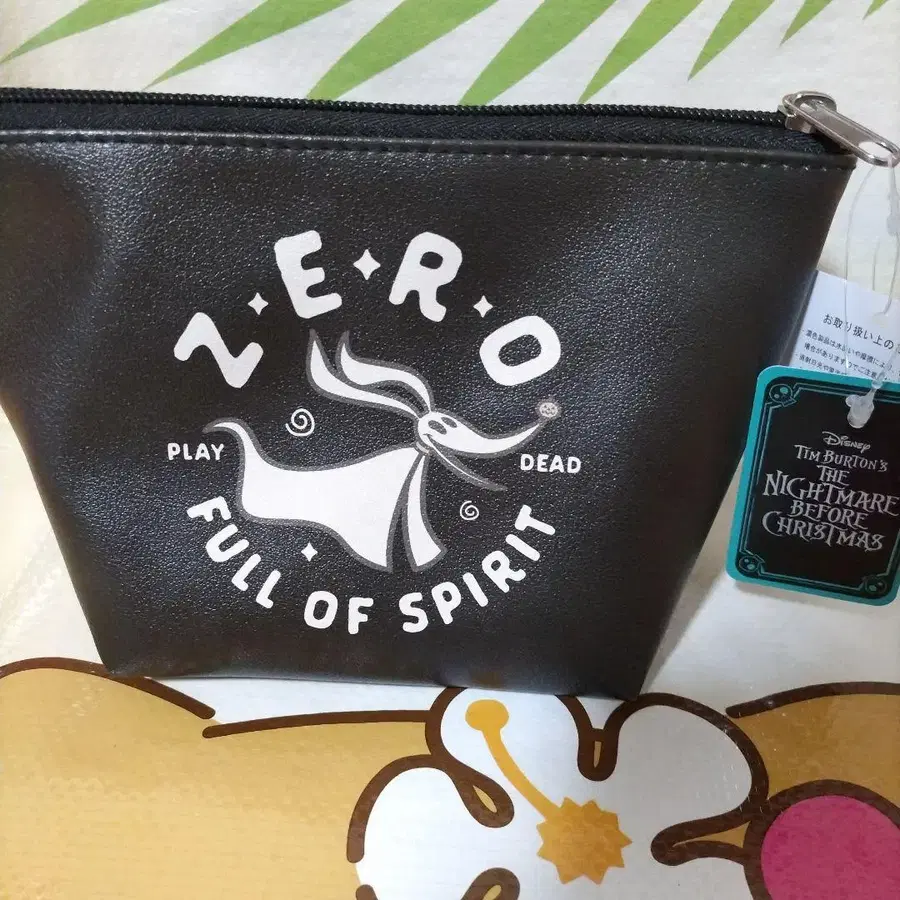 Z·E·R·O
PLAY
DEAD
FULL OF SPIRIT
お取り扱い上の
Disney
TIM BURTON'S
THE
NIGHTMARE
BEFORE
CHRISTMAS